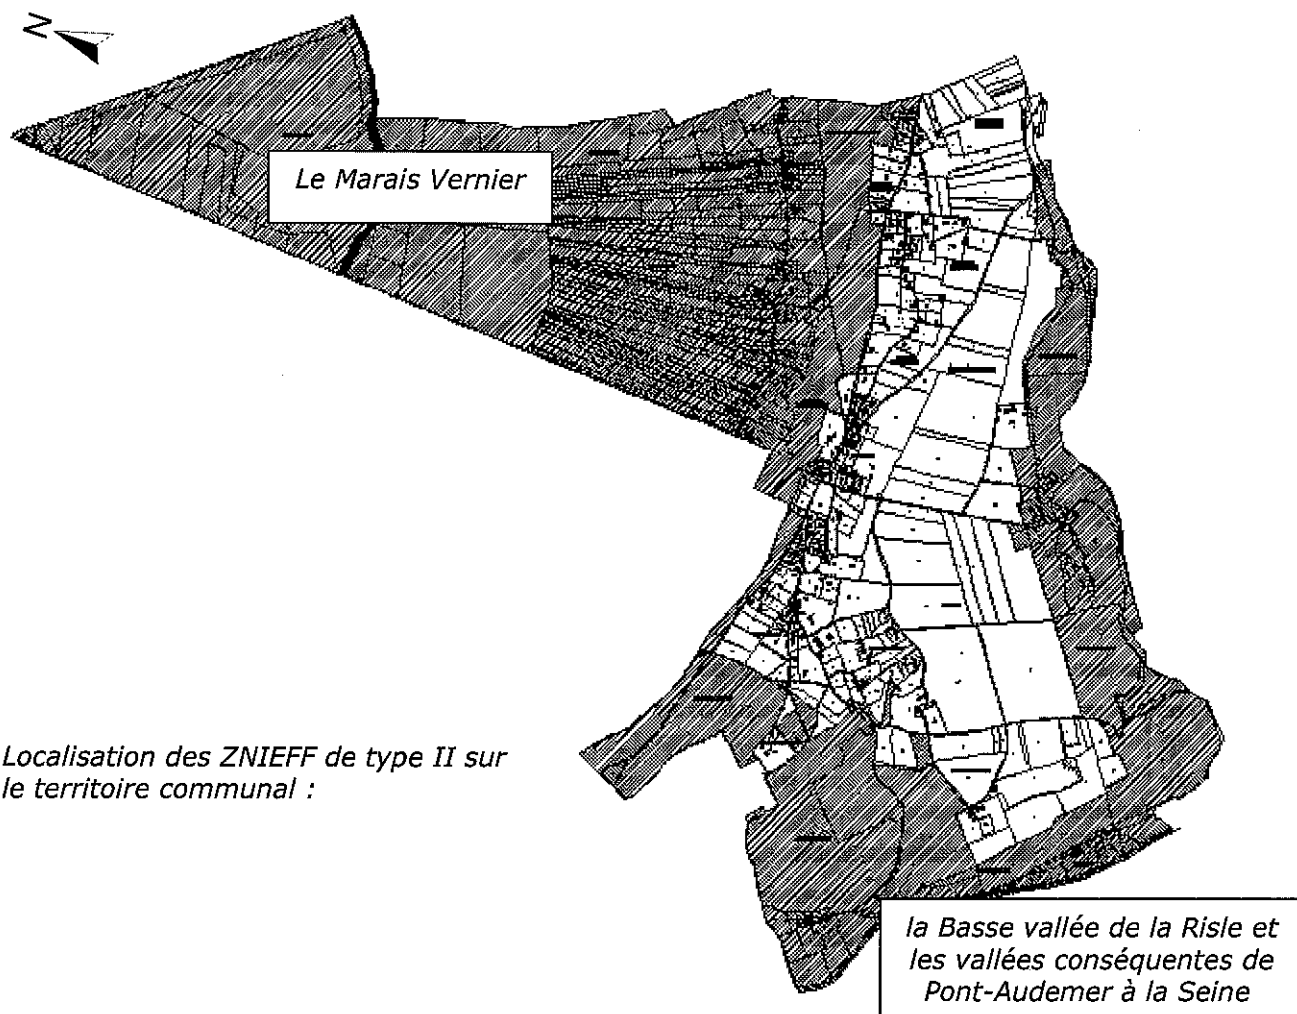 N
Le Marais Vernier
Localisation des ZNIEFF de type II sur
le territoire communal :
la Basse vallée de la Risle et
les vallées conséquentes de
Pont-Audemer à la Seine